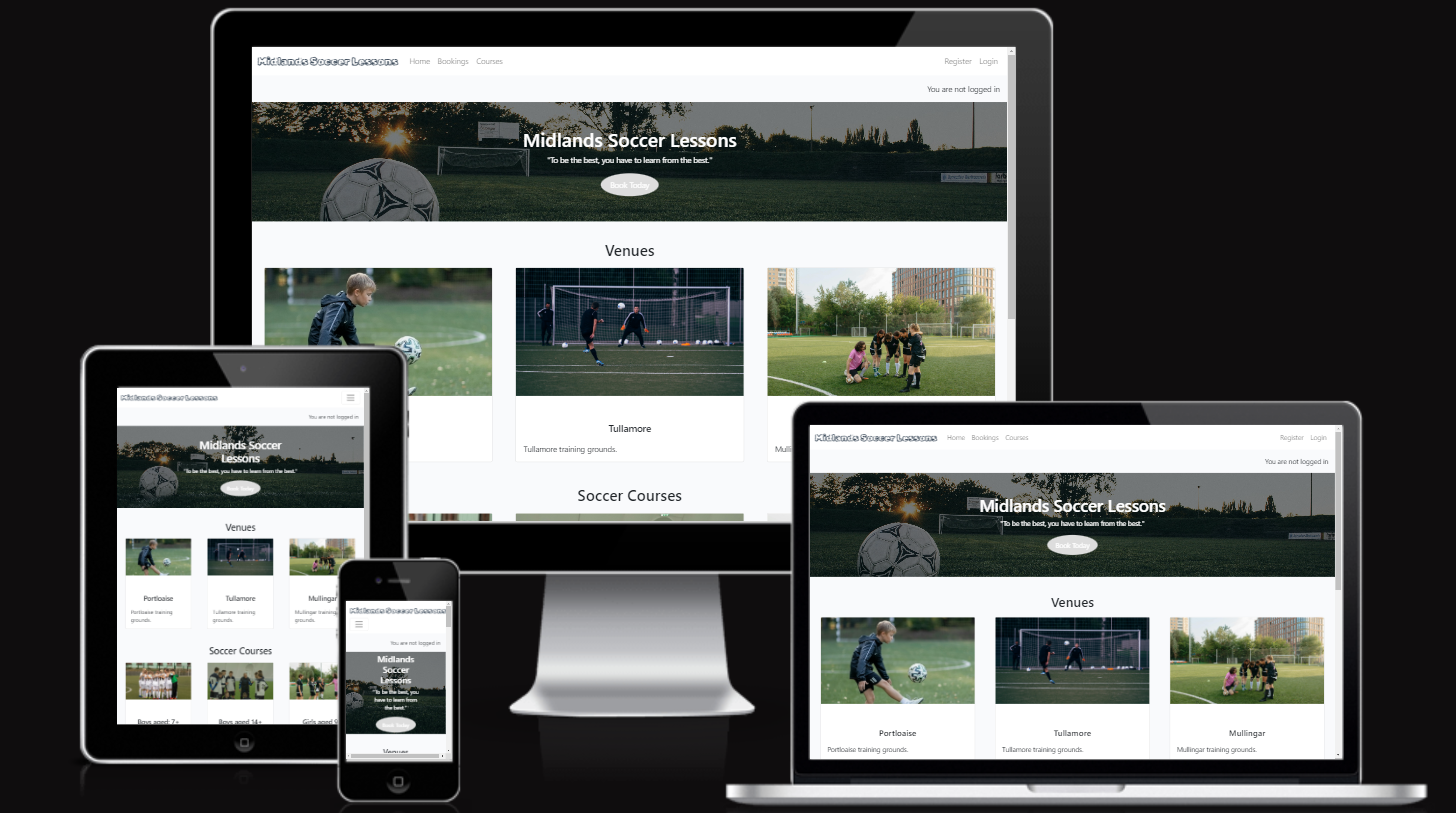 Midlands Soccer Lessons Home Bookings Courses Register Login
You are not logged in
Midlands Soccer Lessons
"To be the best, you have to learn from the best."
Book Today
Venues
Tullamore
Tullamore training grounds.
Soccer Courses
Midlands Soccer Lessons
You are not logged in
Midlands Soccer
Lessons
"To be the best, you have to learn from the best."
Book Today
Venues
Portloaise Tullamore Mullingar
Portloaise training grounds.
Tullamore training grounds.
Mullingar training grounds.
Soccer Courses
Boys aged: 7+ Boys aged 14+ Girls aged
Midlands Soccer Lessons
You are not logged in
Midlands
Soccer
Lessons
"To be the best, you
have to learn from
the best."
Book Today
Venues
Midlands Soccer Lessons Home Bookings Courses Register Login
You are not logged in
Midlands Soccer Lessons
"To be the best, you have to learn from the best."
Book Today
Venues
Portloaise Tullamore Mullingar
Portloaise training grounds. Tullamore training grounds. Mullingar training grounds.